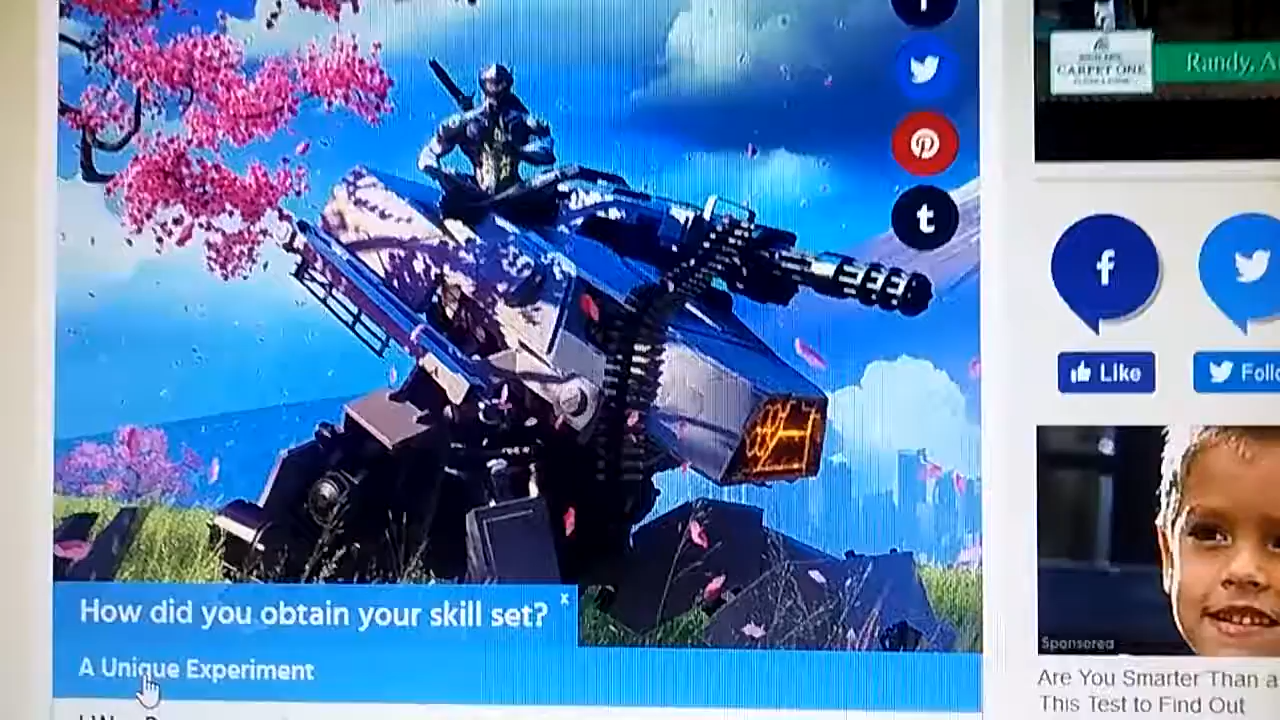 CARPET ONE
Randy, A
f
Like
Follo
t
How did you obtain your skill set?
x
A Unique Experiment
Sponsored
Are You Smarter Than a
This Test to Find Out